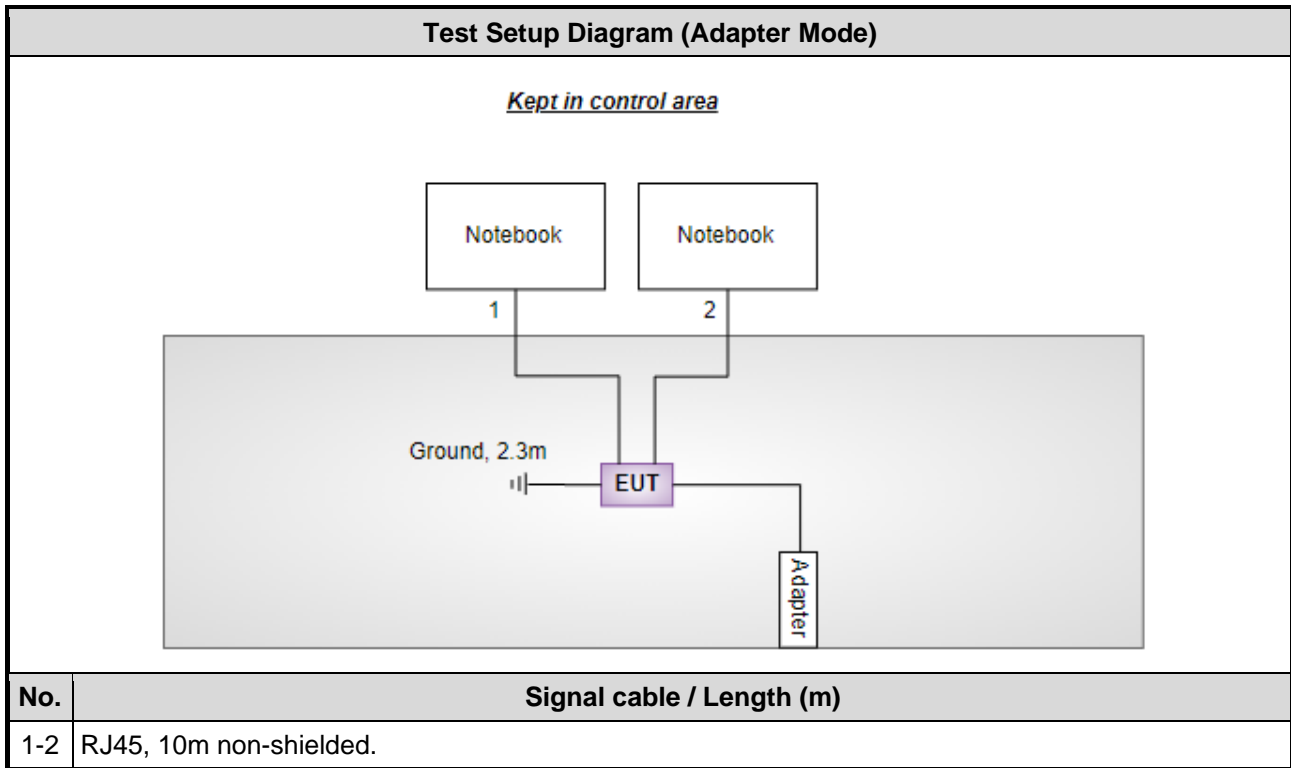 Test Setup Diagram (Adapter Mode)
Kept in control area
Notebook
Notebook
1
2
Ground, 2.3m
EUT
Adapter
No. Signal cable / Length (m)
1-2 RJ45, 10m non-shielded.